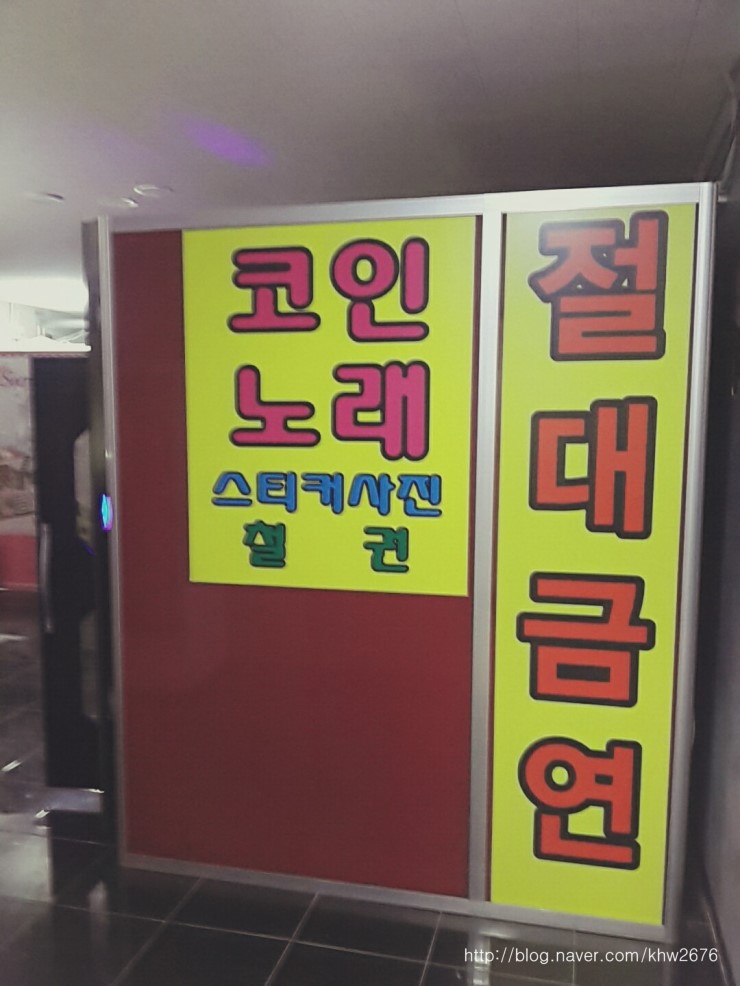 코인
노래
스티커사진
철 권
절대금연
http://blog.naver.com/khw2676